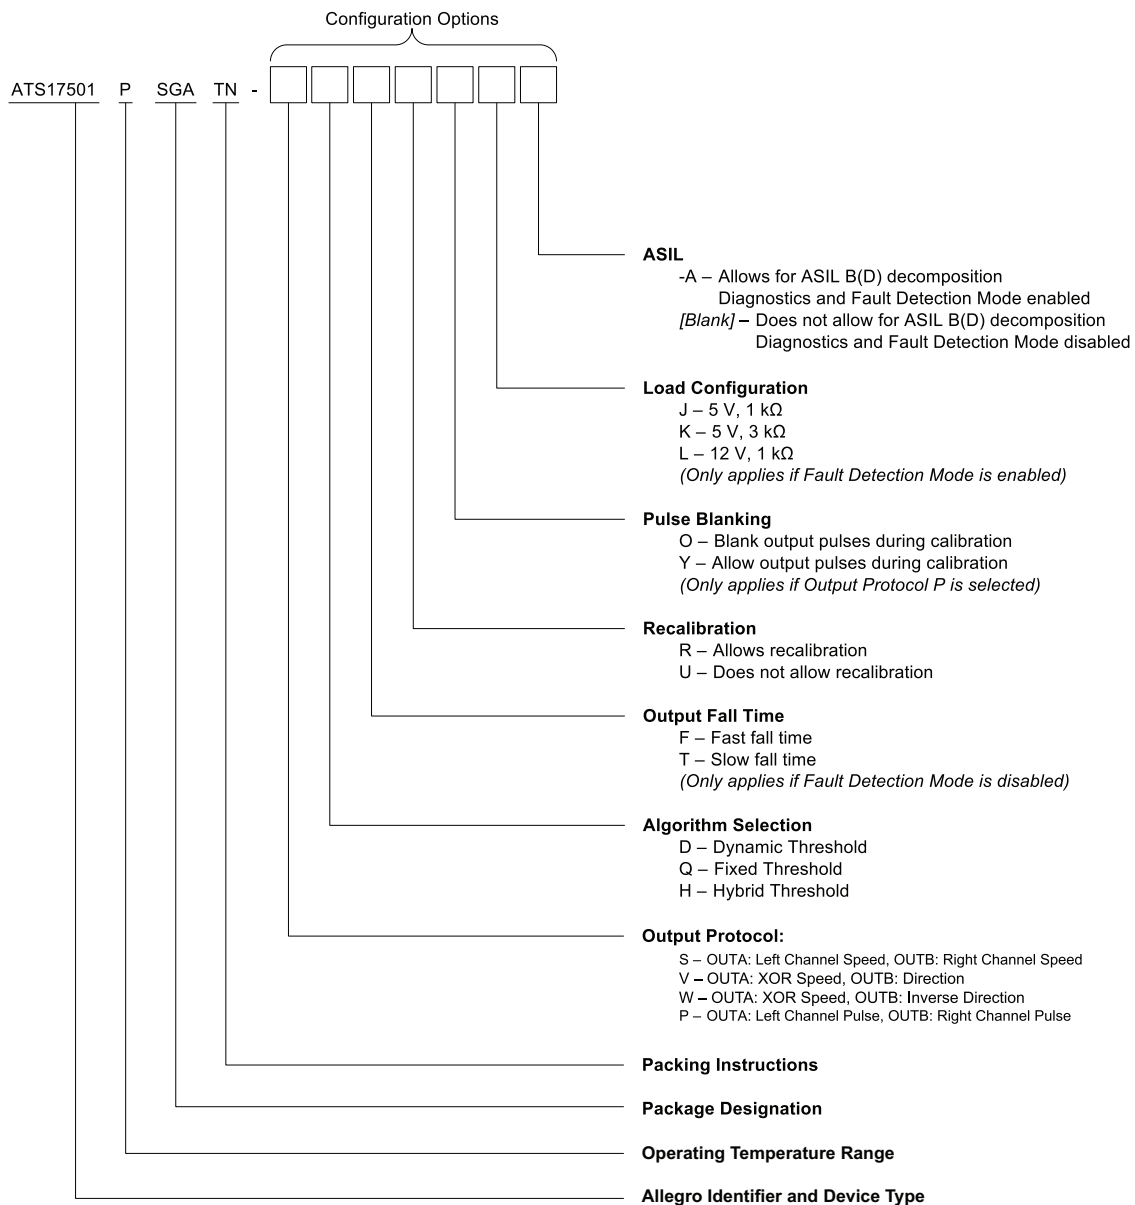 Configuration Options
ATS17501 P SGA TN -
ASIL
-A – Allows for ASIL B(D) decomposition
Diagnostics and Fault Detection Mode enabled
[Blank] – Does not allow for ASIL B(D) decomposition
Diagnostics and Fault Detection Mode disabled
Load Configuration
J – 5 V, 1 kΩ
K – 5 V, 3 kΩ
L – 12 V, 1 kΩ
(Only applies if Fault Detection Mode is enabled)
Pulse Blanking
O – Blank output pulses during calibration
Y – Allow output pulses during calibration
(Only applies if Output Protocol P is selected)
Recalibration
R – Allows recalibration
U – Does not allow recalibration
Output Fall Time
F – Fast fall time
T – Slow fall time
(Only applies if Fault Detection Mode is disabled)
Algorithm Selection
D – Dynamic Threshold
Q – Fixed Threshold
H – Hybrid Threshold
Output Protocol:
S – OUTA: Left Channel Speed, OUTB: Right Channel Speed
V – OUTA: XOR Speed, OUTB: Direction
W – OUTA: XOR Speed, OUTB: Inverse Direction
P – OUTA: Left Channel Pulse, OUTB: Right Channel Pulse
Packing Instructions
Package Designation
Operating Temperature Range
Allegro Identifier and Device Type